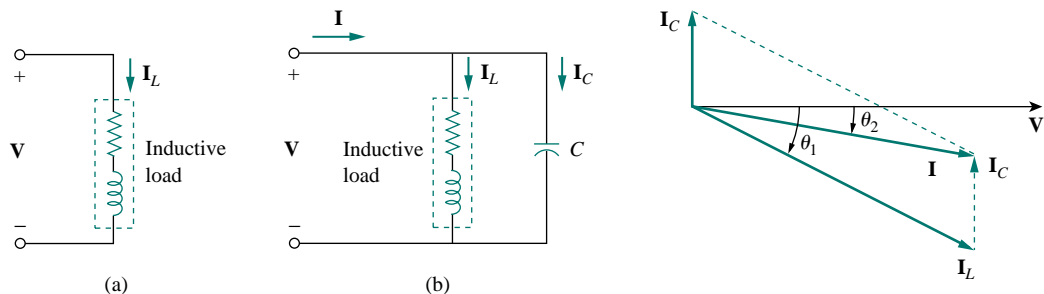 +
I_L
V
Inductive
load
−
(a)
I
+
I_L
I_C
V
Inductive
load
C
−
(b)
I_C
V
θ_2
θ_1
I
I_C
I_L